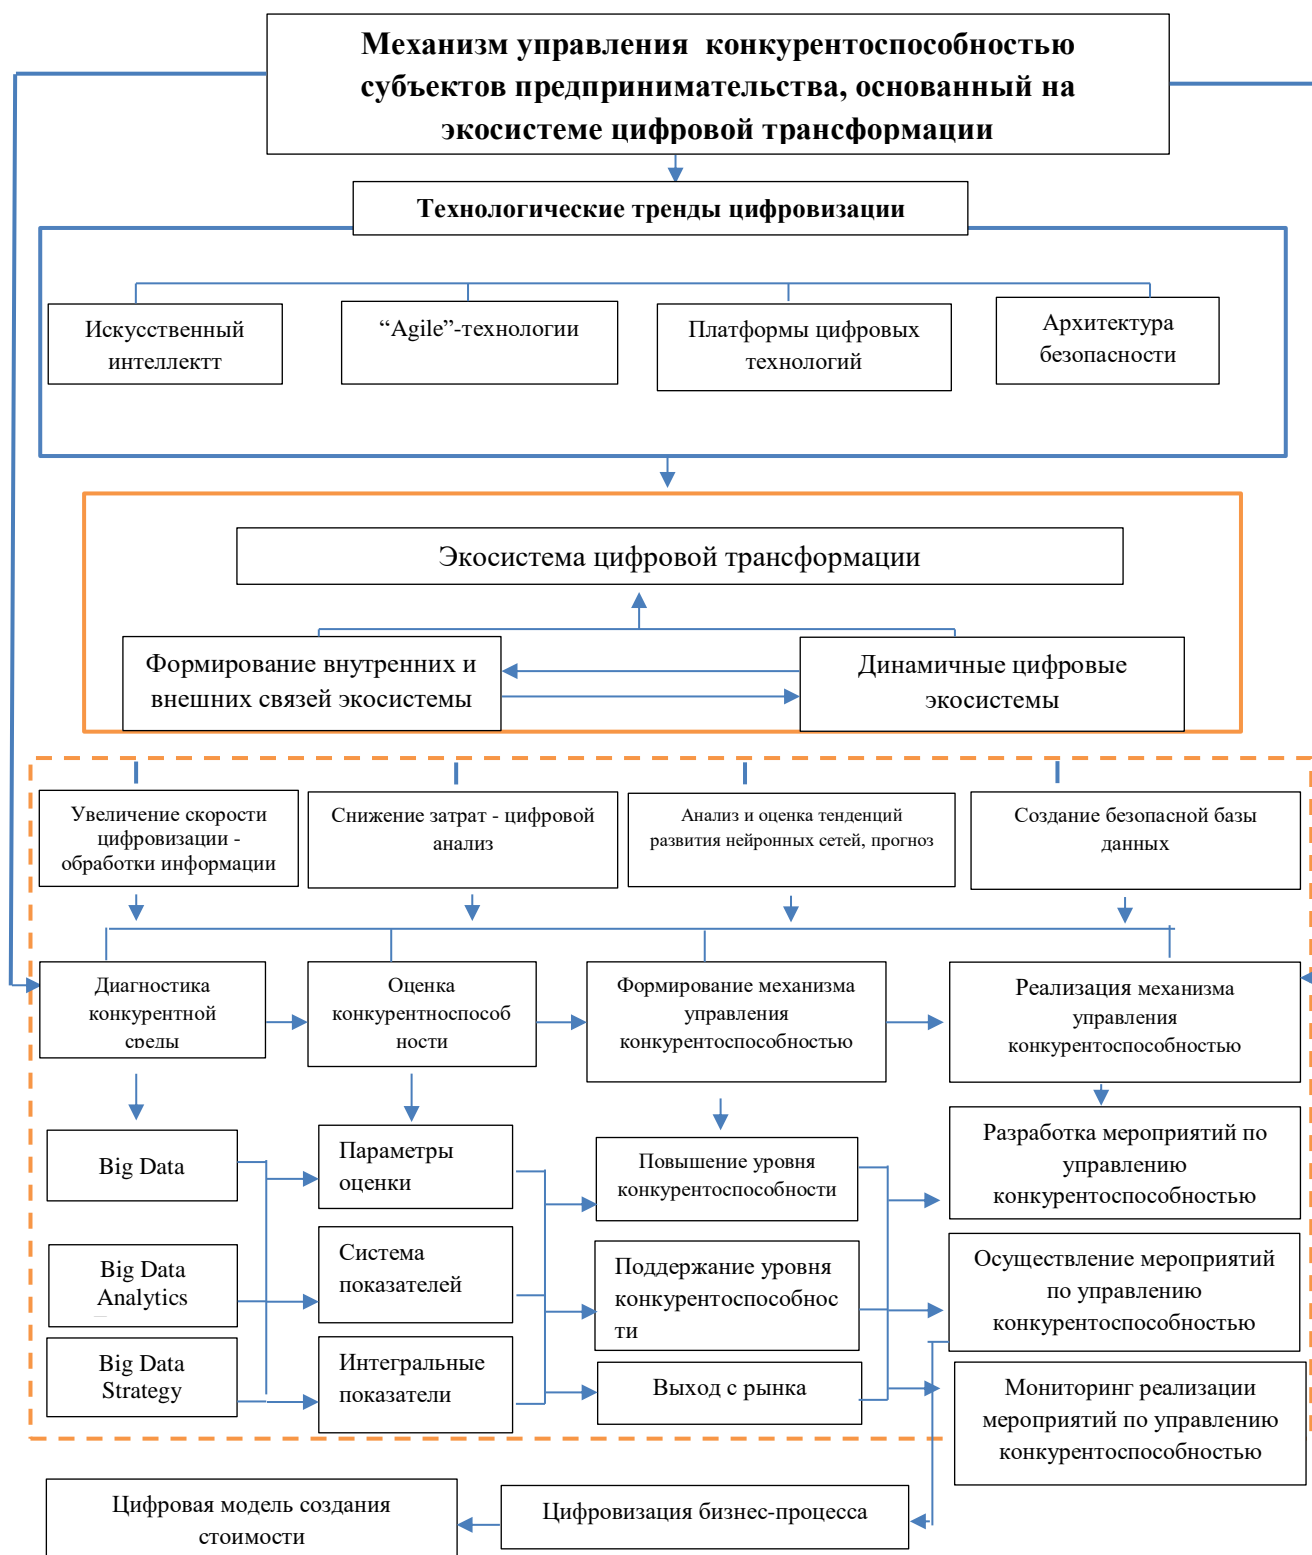 Механизм управления конкурентоспособностью
субъектов предпринимательства, основанный на
экосистеме цифровой трансформации
Технологические тренды цифровизации
Искусственный
интеллектт
“Agile”-технологии
Платформы цифровых
технологий
Архитектура
безопасности
Экосистема цифровой трансформации
Формирование внутренних и
внешних связей экосистемы
Динамичные цифровые
экосистемы
Увеличение скорости
цифровизации -
обработки информации
Снижение затрат - цифровой
анализ
Анализ и оценка тенденций
развития нейронных сетей, прогноз
Создание безопасной базы
данных
Диагностика
конкурентной
среды
Оценка
конкурентноспособ
ности
Формирование механизма
управления
конкурентоспособностью
Реализация механизма
управления
конкурентоспособностью
Big Data
Параметры
оценки
Повышение уровня
конкурентоспособности
Разработка мероприятий по
управлению
конкурентоспособностью
Big Data
Analytics
Система
показателей
Поддержание уровня
конкурентоспособнос
ти
Осуществление мероприятий
по управлению
конкурентоспособностью
Big Data
Strategy
Интегральные
показатели
Выход с рынка
Мониторинг реализации
мероприятий по управлению
конкурентоспособностью
Цифровая модель создания
стоимости
Цифровизация бизнес-процесса